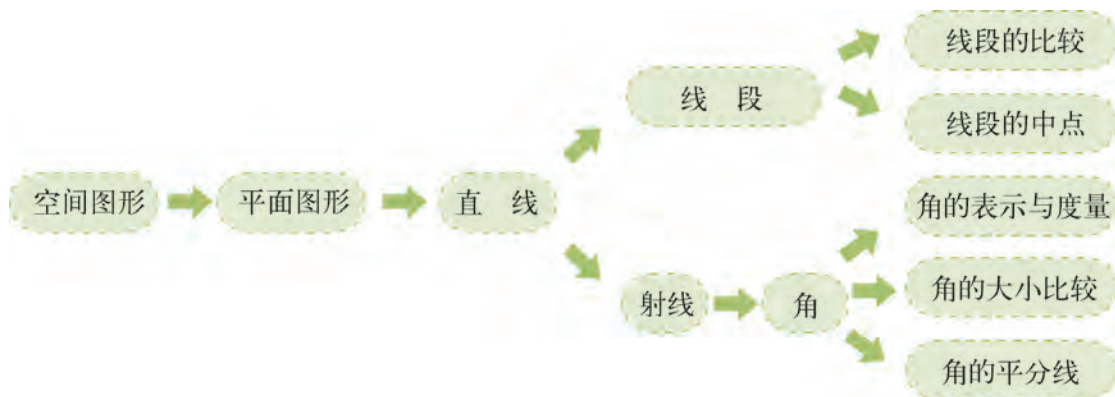 线段的比较
线 段
线段的中点
空间图形
平面图形
直 线
角的表示与度量
射线
角
角的大小比较
角的平分线